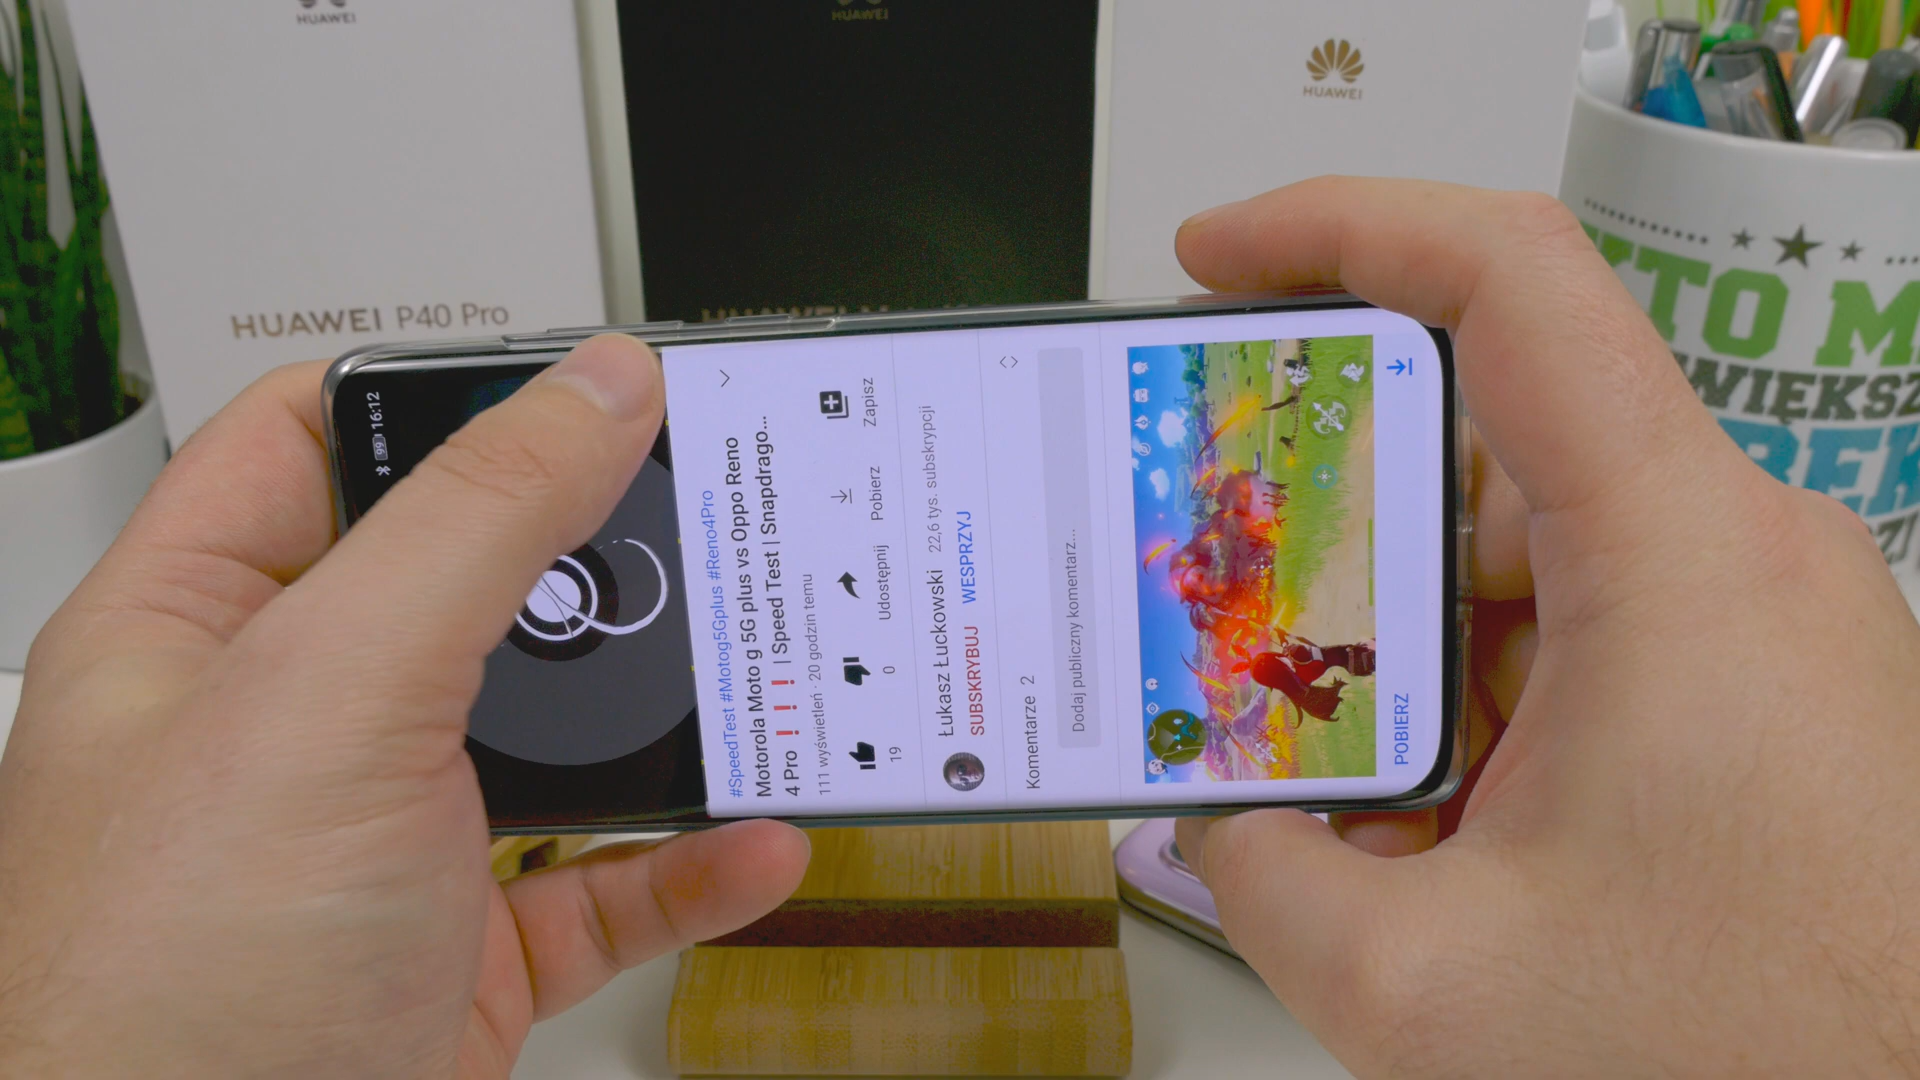 HUAWEI
HUAWEI
HUAWEI
HUAWEI P40 Pro
99 16:12
#SpeedTest #Motog5Gplus #Reno4Pro
Motorola Moto g 5G plus vs Oppo Reno
4 Pro ❗❗❗ | Speed Test | Snapdrago...
111 wyświetleń · 20 godzin temu
19
0
Udostępnij
Pobierz
Zapisz
Łukasz Łuckowski 22,6 tys. subskrypcji
SUBSKRYBUJ WESPRZYJ
Komentarze 2
Dodaj publiczny komentarz...
POBIERZ